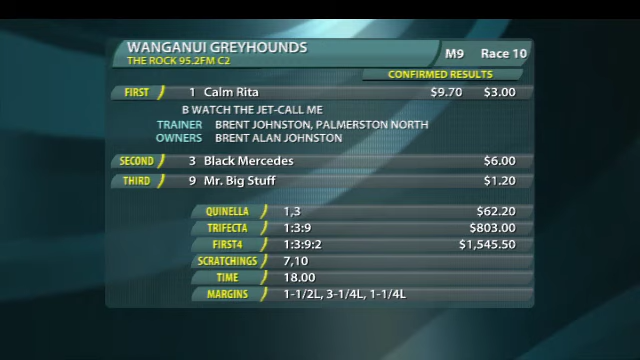 WANGANUI GREYHOUNDS
THE ROCK 95.2FM C2
M9 Race 10
CONFIRMED RESULTS
FIRST 1 Calm Rita $9.70 $3.00
B WATCH THE JET-CALL ME
TRAINER BRENT JOHNSTON, PALMERSTON NORTH
OWNERS BRENT ALAN JOHNSTON
SECOND 3 Black Mercedes $6.00
THIRD 9 Mr. Big Stuff $1.20
QUINELLA 1,3 $62.20
TRIFECTA 1:3:9 $803.00
FIRST4 1:3:9:2 $1,545.50
SCRATCHINGS 7,10
TIME 18.00
MARGINS 1-1/2L, 3-1/4L, 1-1/4L